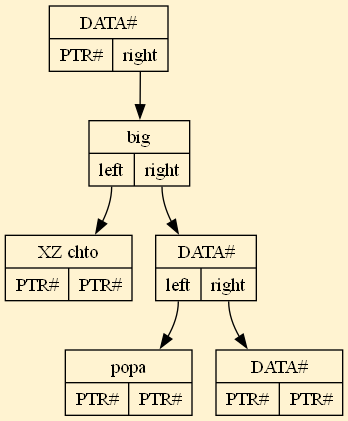 DATA#
PTR# right
big
left right
XZ chto
PTR# PTR#
DATA#
left right
popa
PTR# PTR#
DATA#
PTR# PTR#